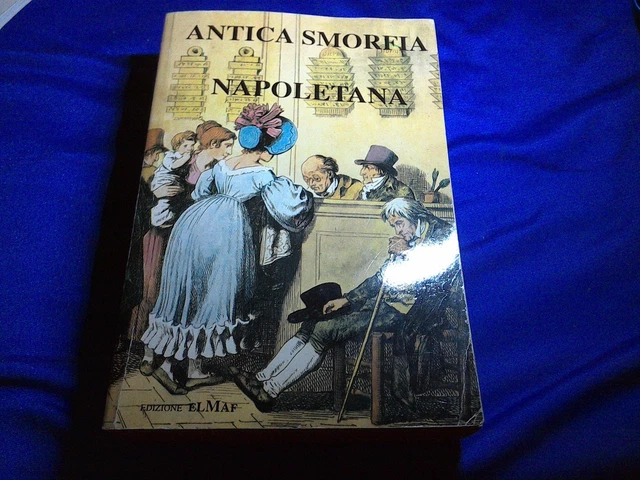 ANTICA SMORFIA
NAPOLETANA
EDIZIONE ELMAF